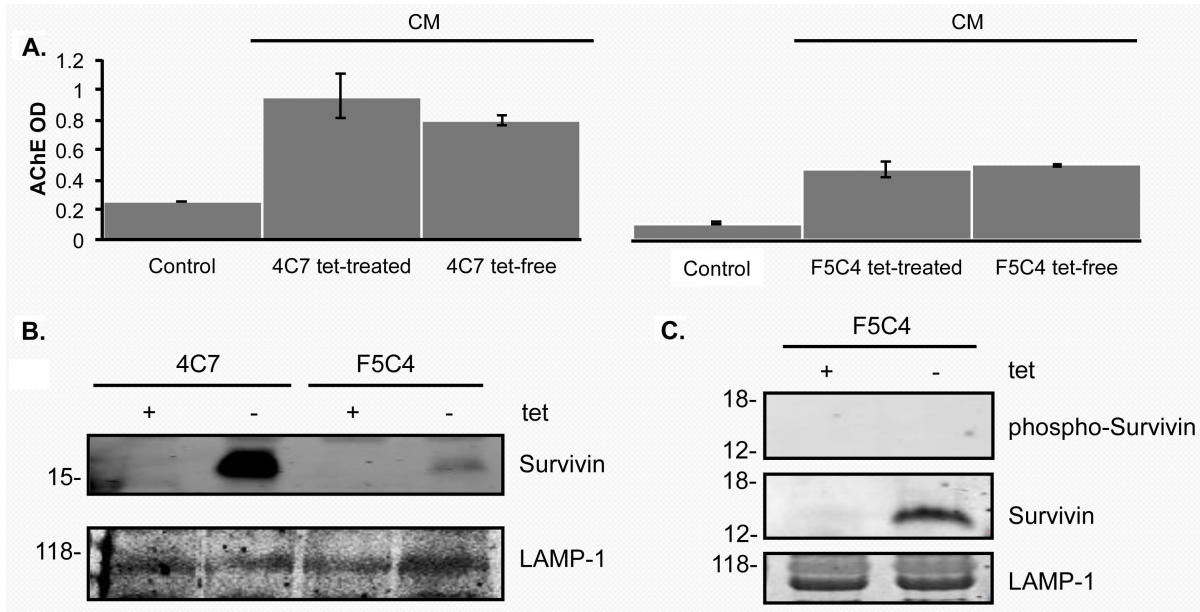 CM
CM
A.
1.2
1
0.8
0.6
0.4
0.2
0
AChE OD
Control
4C7 tet-treated
4C7 tet-free
Control
F5C4 tet-treated
F5C4 tet-free
B.
4C7
F5C4
+ - + - tet
Survivin
15-
118-
LAMP-1
C.
F5C4
+ - tet
18-
phospho-Survivin
12-
18-
Survivin
12-
118-
LAMP-1